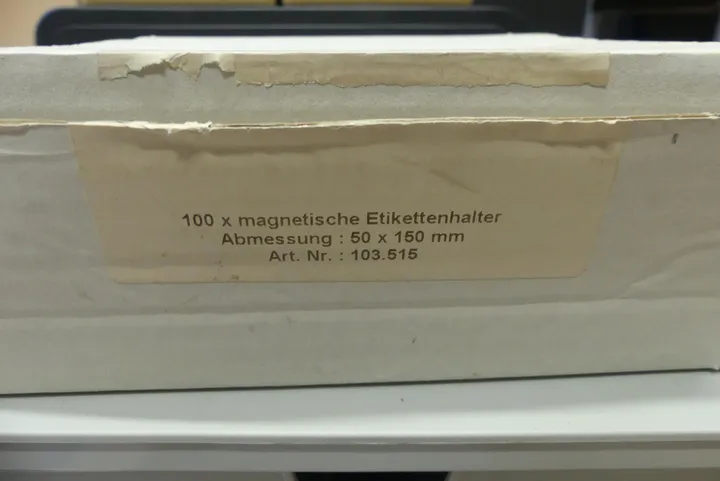 100 x magnetische Etikettenhalter
Abmessung : 50 x 150 mm
Art. Nr. : 103.515